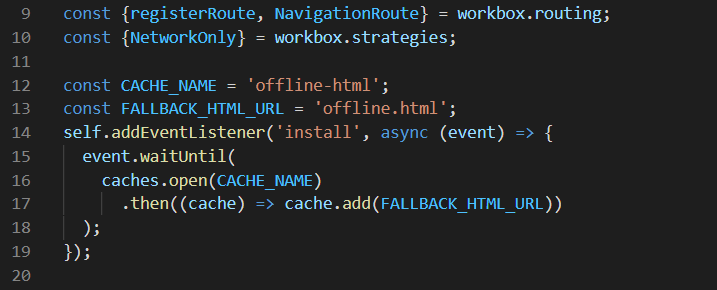 9 const {registerRoute, NavigationRoute} = workbox.routing;
10 const {NetworkOnly} = workbox.strategies;
11
12 const CACHE_NAME = 'offline-html';
13 const FALLBACK_HTML_URL = 'offline.html';
14 self.addEventListener('install', async (event) => {
15   event.waitUntil(
16     caches.open(CACHE_NAME)
17       .then((cache) => cache.add(FALLBACK_HTML_URL))
18   );
19 });
20